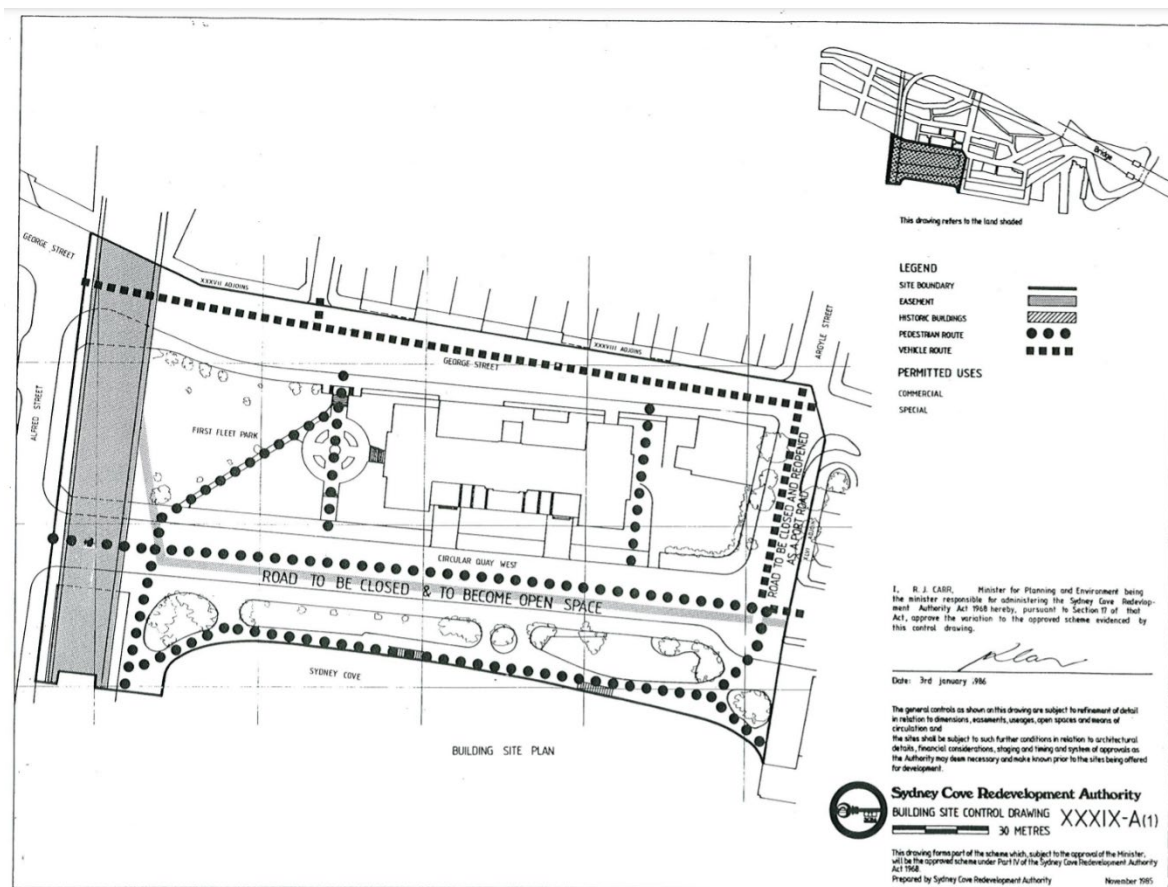 Bridge
This drawing refers to the land shaded
LEGEND
SITE BOUNDARY
EASEMENT
HISTORIC BUILDINGS
PEDESTRIAN ROUTE
VEHICLE ROUTE
PERMITTED USES
COMMERCIAL
SPECIAL
GEORGE STREET
XXXVII ADJOINS
XXXVIII ADJOINS
ARGYLE STREET
GEORGE STREET
ALFRED STREET
FIRST FLEET PARK
ROAD TO BE CLOSED AND REOPENED
AS A PORT ROAD
CIRCULAR QUAY WEST
ROAD TO BE CLOSED & TO BECOME OPEN SPACE
SYDNEY COVE
BUILDING SITE PLAN
I, R. J. CARR, Minister for Planning and Environment being
the minister responsible for administering the Sydney Cove Redevelop-
ment Authority Act 1968 hereby, pursuant to Section 17 of that
Act, approve the variation to the approved scheme evidenced by
this control drawing.
Date: 3rd january 1986
The general controls as shown on this drawing are subject to refinement of detail
in relation to dimensions, easements, useages, open spaces and means of
circulation and
the sites shall be subject to such further conditions in relation to architectural
details, financial considerations, staging and timing and system of approvals as
the Authority may deem necessary and make known prior to the sites being offered
for development.
Sydney Cove Redevelopment Authority
BUILDING SITE CONTROL DRAWING XXXIX-A(1)
30 METRES
This drawing forms part of the scheme which, subject to the approval of the Minister,
will be the approved scheme under Part IV of the Sydney Cove Redevelopment Authority
Act 1968.
Prepared by Sydney Cove Redevelopment Authority November 1985